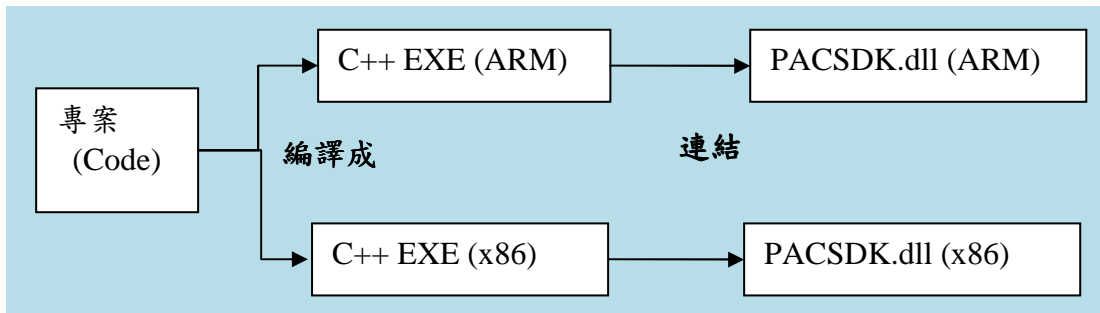 C++ EXE (ARM)
PACSDK.dll (ARM)
專案
(Code)
編譯成
連結
C++ EXE (x86)
PACSDK.dll (x86)